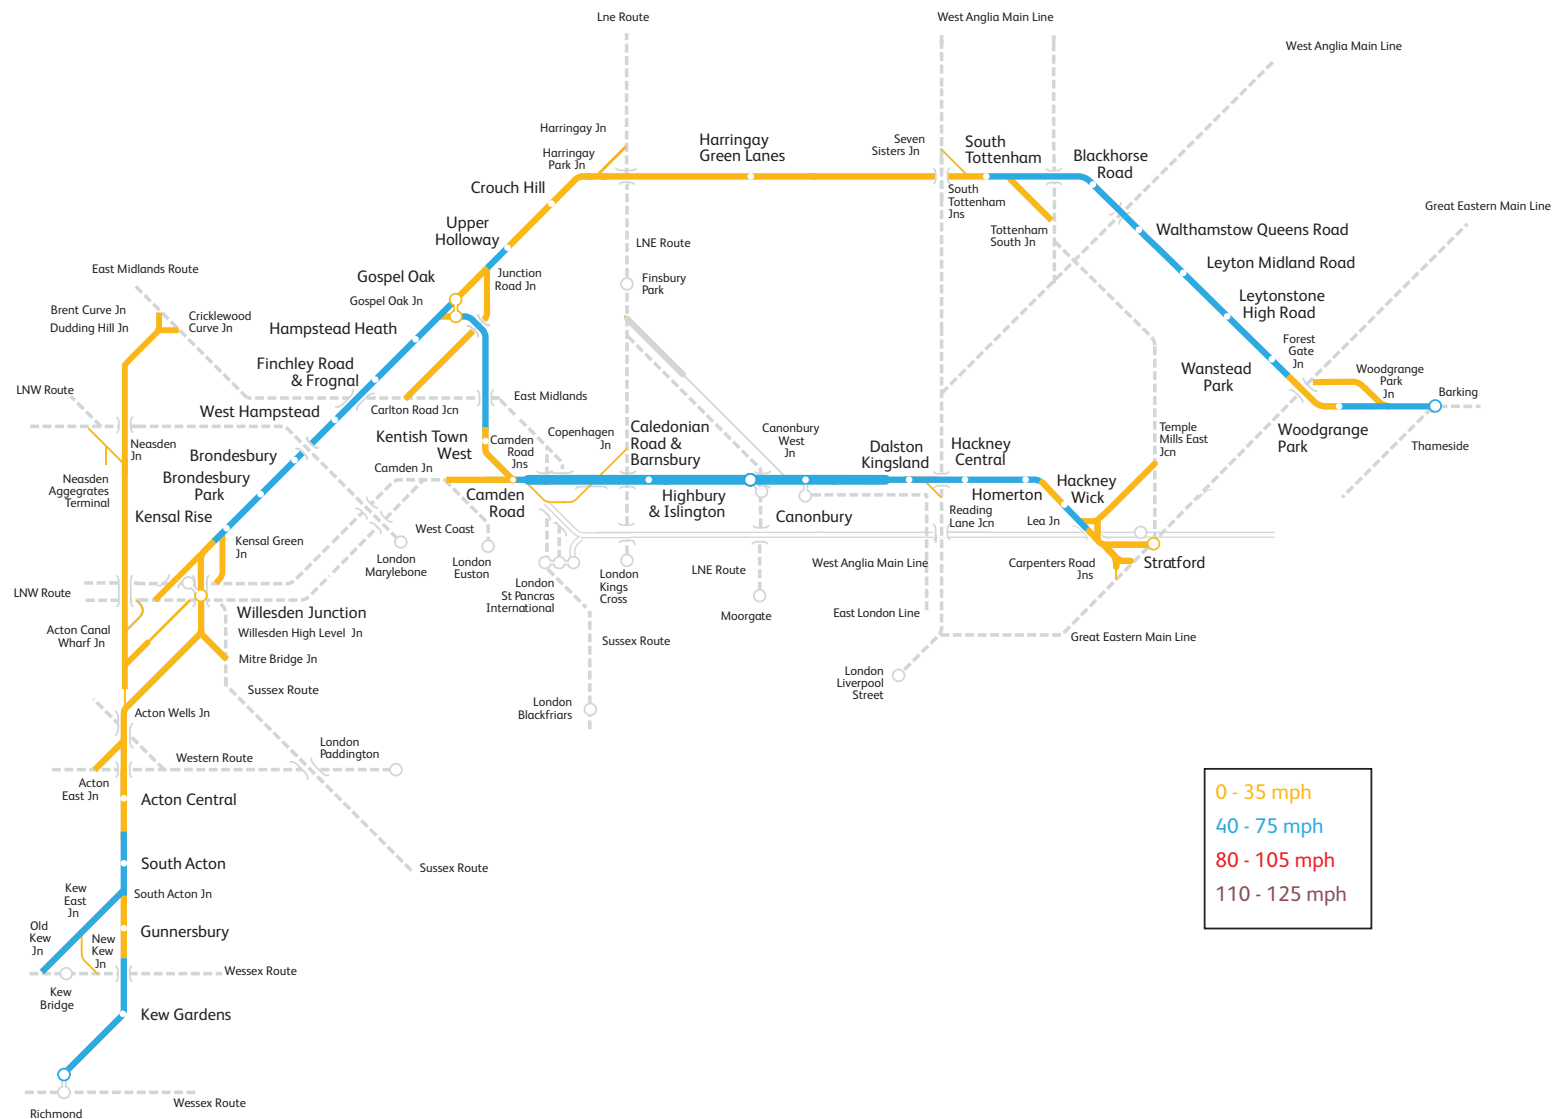 Lne Route
West Anglia Main Line
West Anglia Main Line
Harringay Jn
Harringay
Park Jn
Harringay
Green Lanes
Seven
Sisters Jn
South
Tottenham
Blackhorse
Road
Crouch Hill
South
Tottenham
Jns
Great Eastern Main Line
Upper
Holloway
Tottenham
South Jn
Walthamstow Queens Road
LNE Route
East Midlands Route
Gospel Oak
Junction
Road Jn
Finsbury
Park
Leyton Midland Road
Gospel Oak Jn
Brent Curve Jn
Dudding Hill Jn
Cricklewood
Curve Jn
Hampstead Heath
Leytonstone
High Road
Forest
Gate
Jn
Finchley Road
& Frognal
Wanstead
Park
Woodgrange
Park
Jn
Barking
LNW Route
West Hampstead
Carlton Road Jcn
East Midlands
Kentish Town
West
Camden
Road
Jns
Copenhagen
Jn
Caledonian
Road &
Barnsbury
Canonbury
West
Jn
Dalston
Kingsland
Hackney
Central
Temple
Mills East
Jcn
Woodgrange
Park
Thameside
Neasden
Jn
Brondesbury
Camden Jn
Neasden
Aggegrates
Terminal
Brondesbury
Park
Camden
Road
Highbury
& Islington
Canonbury
Homerton
Hackney
Wick
Reading
Lane Jcn
Lea Jn
Kensal Rise
Kensal Green
Jn
West Coast
London
Marylebone
London
Euston
London
St Pancras
International
London
Kings
Cross
LNE Route
West Anglia Main Line
Carpenters Road
Jns
Stratford
LNW Route
Willesden Junction
Moorgate
East London Line
Acton Canal
Wharf Jn
Willesden High Level  Jn
Sussex Route
Great Eastern Main Line
Mitre Bridge Jn
London
Liverpool
Street
Sussex Route
London
Blackfriars
Acton Wells Jn
Western Route
London
Paddington
Acton
East Jn
Acton Central
0 - 35 mph
40 - 75 mph
80 - 105 mph
110 - 125 mph
South Acton
Sussex Route
Kew
East
Jn
South Acton Jn
Old
Kew
Jn
New
Kew
Jn
Gunnersbury
Wessex Route
Kew
Bridge
Kew Gardens
Wessex Route
Richmond